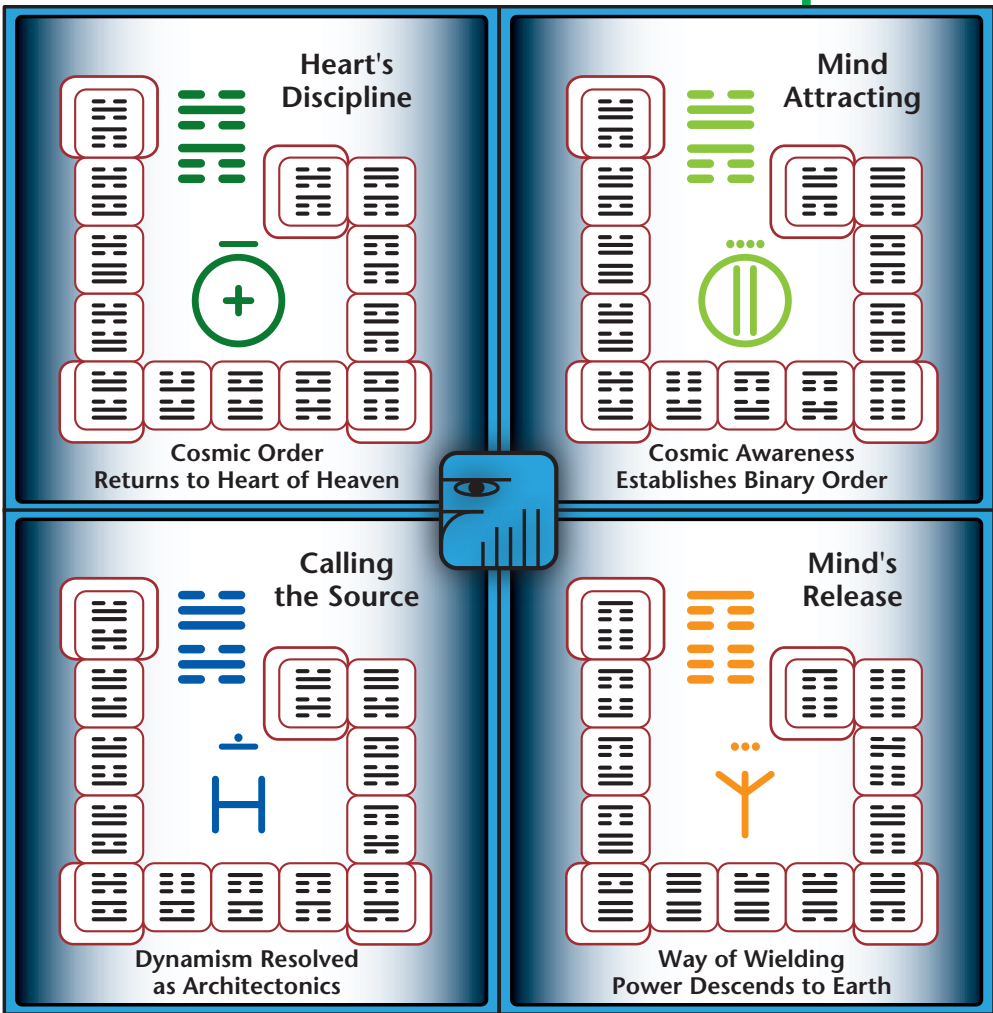 Heart's
Discipline
Cosmic Order
Returns to Heart of Heaven
Mind
Attracting
Cosmic Awareness
Establishes Binary Order
Calling
the Source
Dynamism Resolved
as Architectonics
Mind's
Release
Way of Wielding
Power Descends to Earth